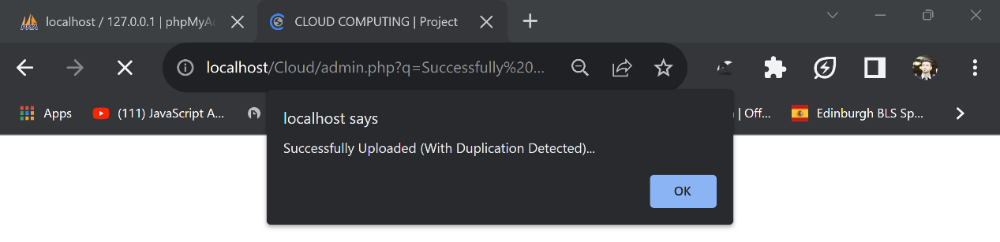 localhost / 127.0.0.1 | phpMyAc
CLOUD COMPUTING | Project
localhost/Cloud/admin.php?q=Successfully%20...
Apps
(111) JavaScript A...
| Off...
Edinburgh BLS Sp...
localhost says
Successfully Uploaded (With Duplication Detected)...
OK